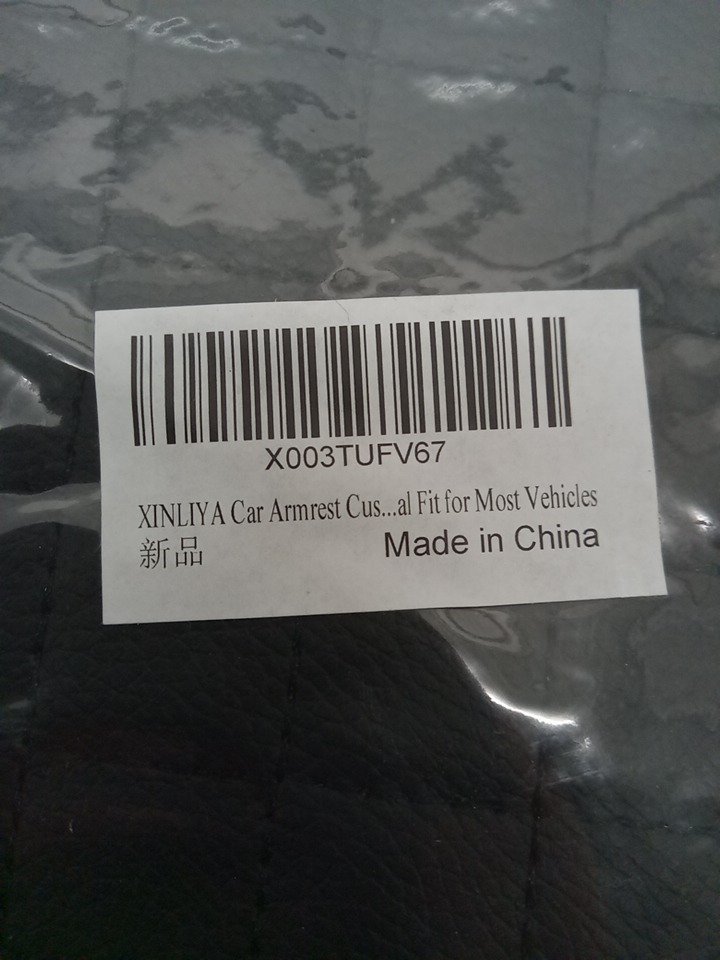 X003TUFV67
XINLIYA Car Armrest Cus...al Fit for Most Vehicles
新品
Made in China